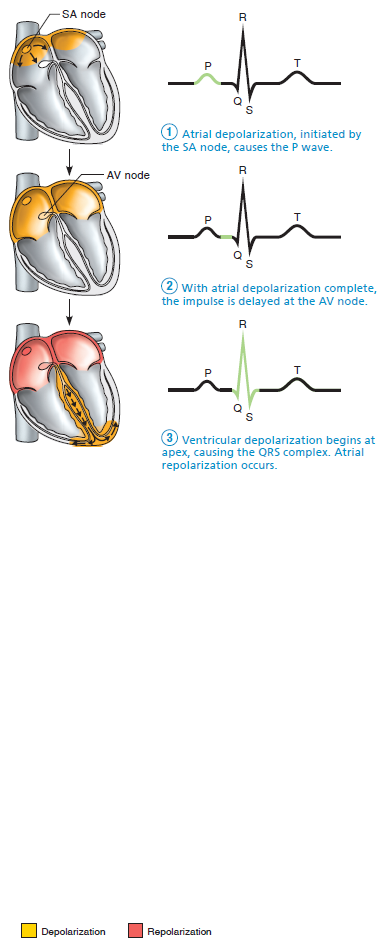 SA node
R
P
T
Q
S
1 Atrial depolarization, initiated by
the SA node, causes the P wave.
AV node
R
P
T
Q
S
2 With atrial depolarization complete,
the impulse is delayed at the AV node.
R
P
T
Q
S
3 Ventricular depolarization begins at
apex, causing the QRS complex. Atrial
repolarization occurs.
Depolarization
Repolarization